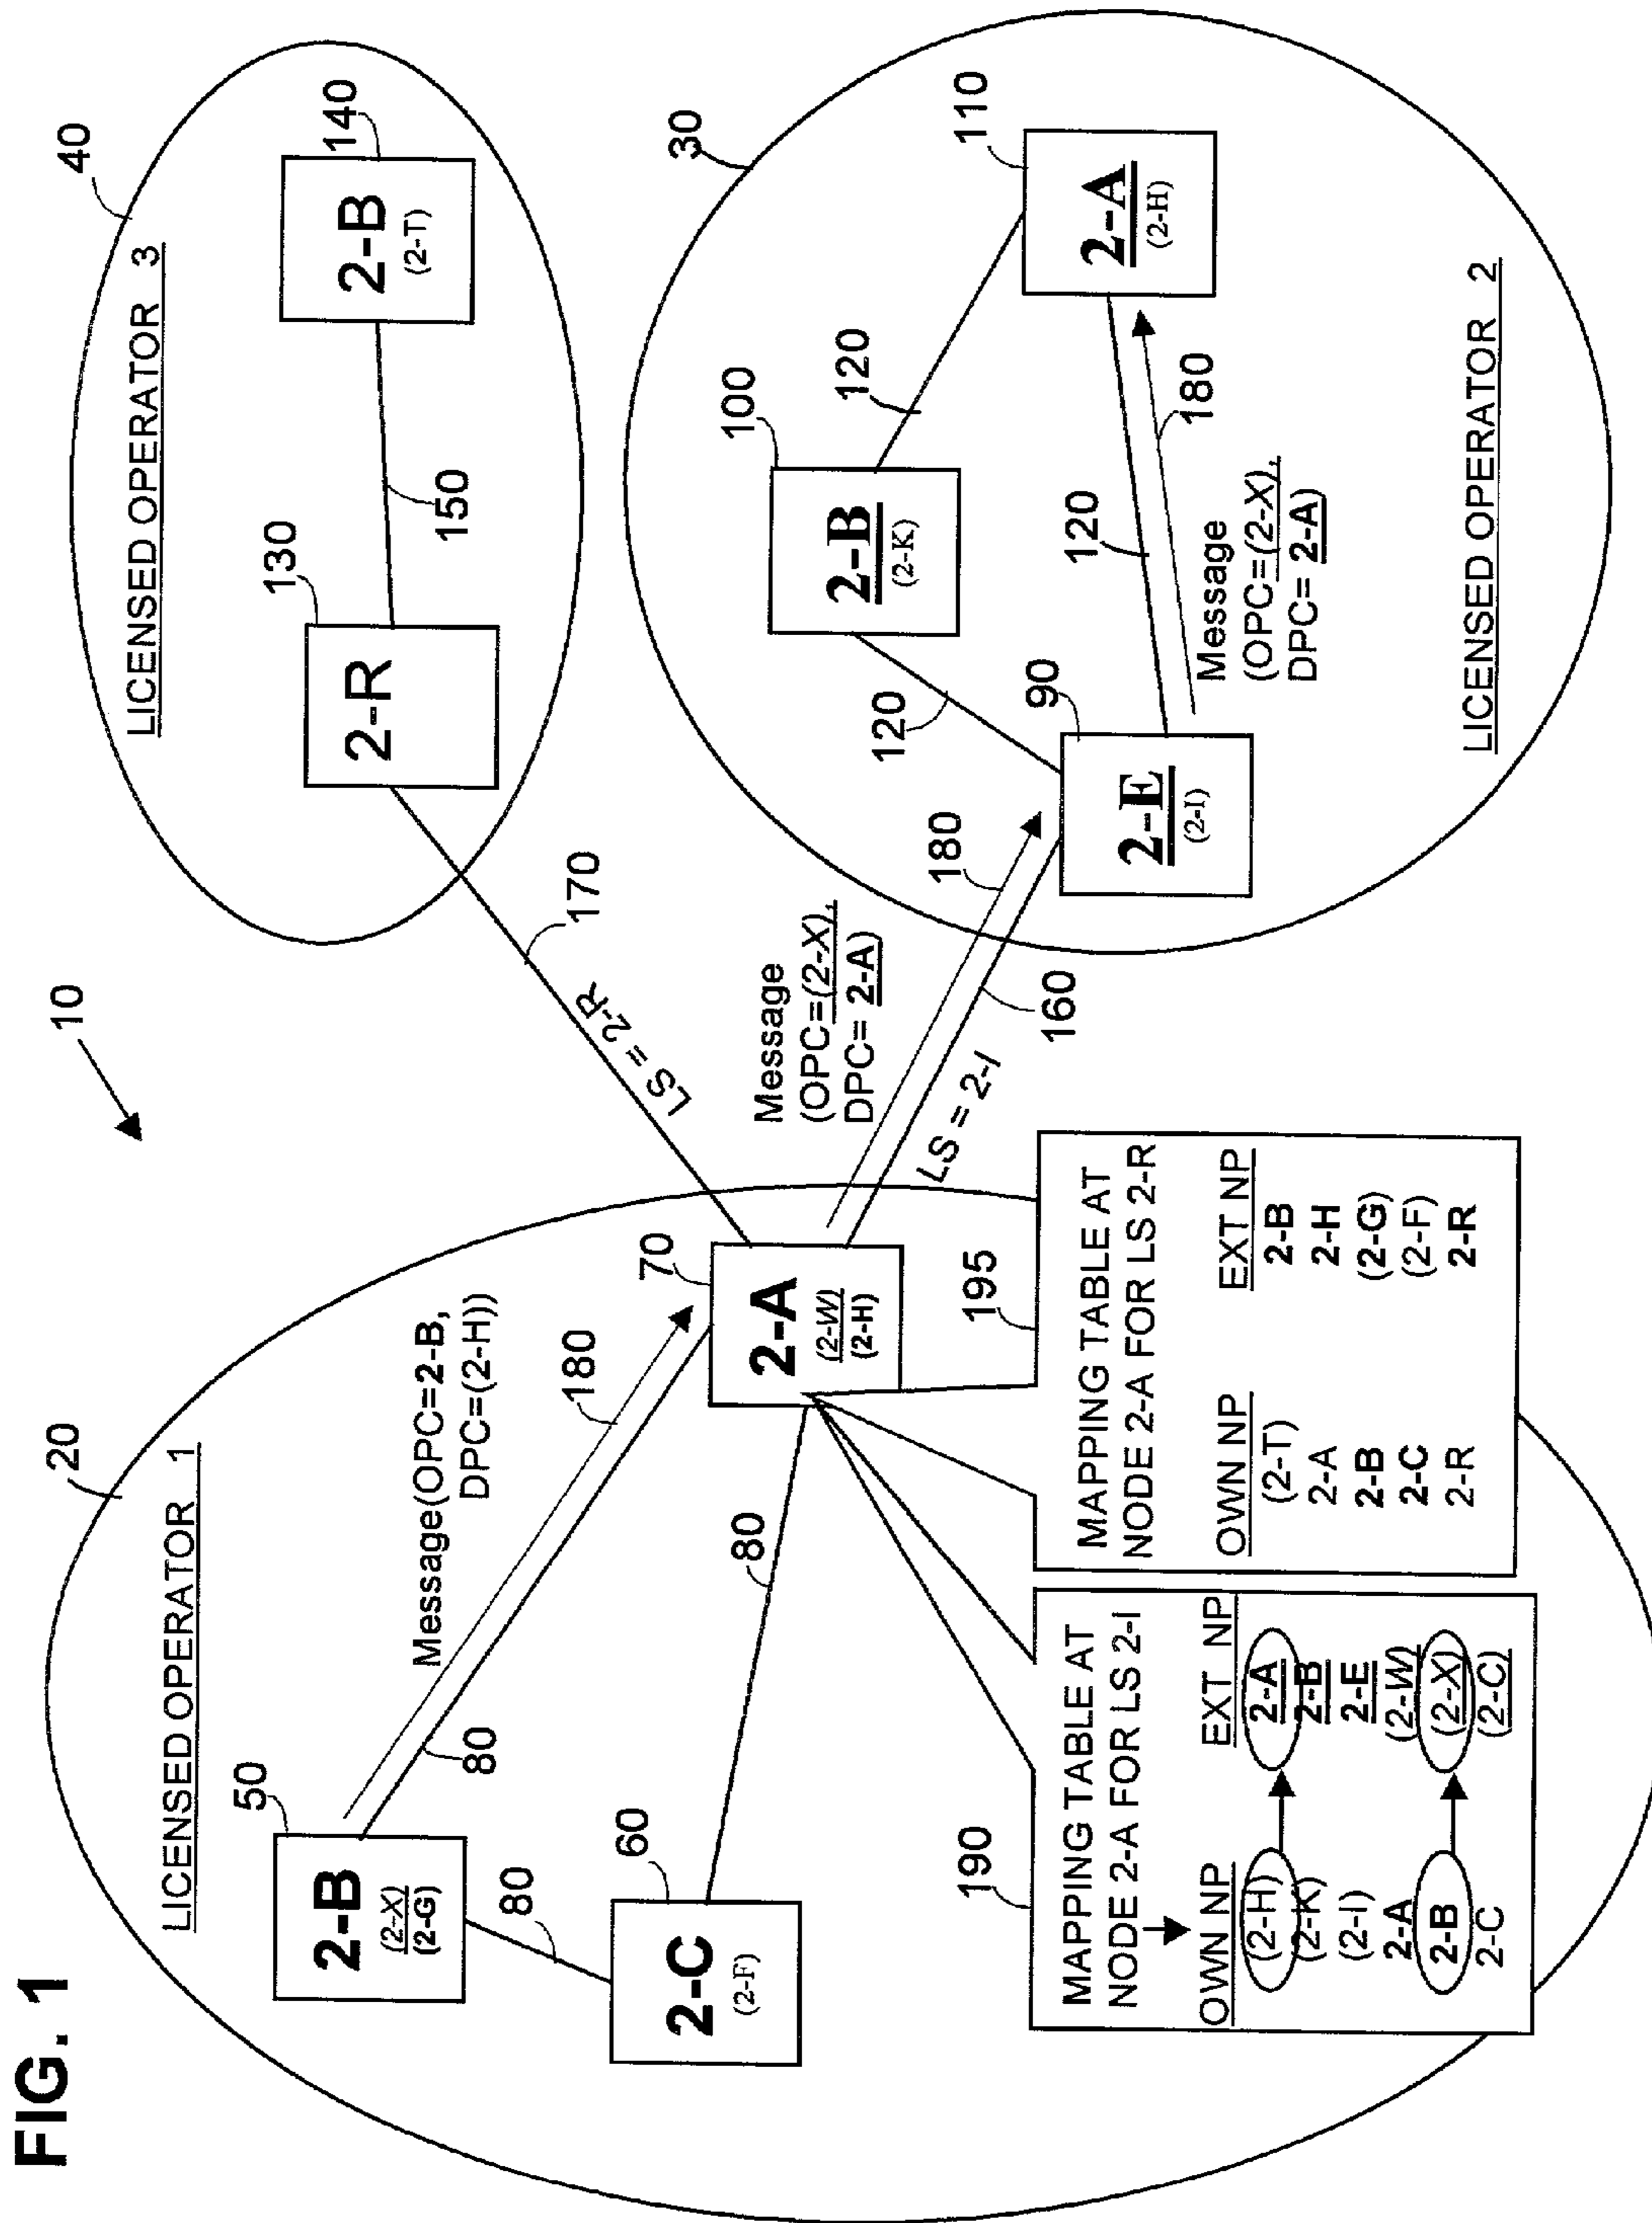 FIG. 1
10
20
LICENSED OPERATOR 1
50
2-B
(2-X)
(2-G)
80
Message(OPC=2-B,
DPC=(2-H))
180
80
60
2-C
(2-F)
80
70
2-A
(2-W)
(2-H)
190
MAPPING TABLE AT
NODE 2-A FOR LS 2-I
OWN NP EXT NP
(2-H) 2-A
(2-K) 2-B
(2-I) 2-E
2-A (2-W)
2-B (2-X)
2-C (2-C)
195
MAPPING TABLE AT
NODE 2-A FOR LS 2-R
OWN NP EXT NP
(2-T) 2-B
2-A 2-H
2-B (2-G)
2-C (2-F)
2-R 2-R
LS = 2-R
170
Message
(OPC=(2-X),
DPC= 2-A)
180
LS = 2-I
160
40
LICENSED OPERATOR 3
130
2-R
150
140
2-B
(2-T)
30
100
2-B
(2-K)
120
120
110
2-A
(2-H)
90
2-E
(2-I)
120
180
Message
(OPC=(2-X),
DPC= 2-A)
LICENSED OPERATOR 2